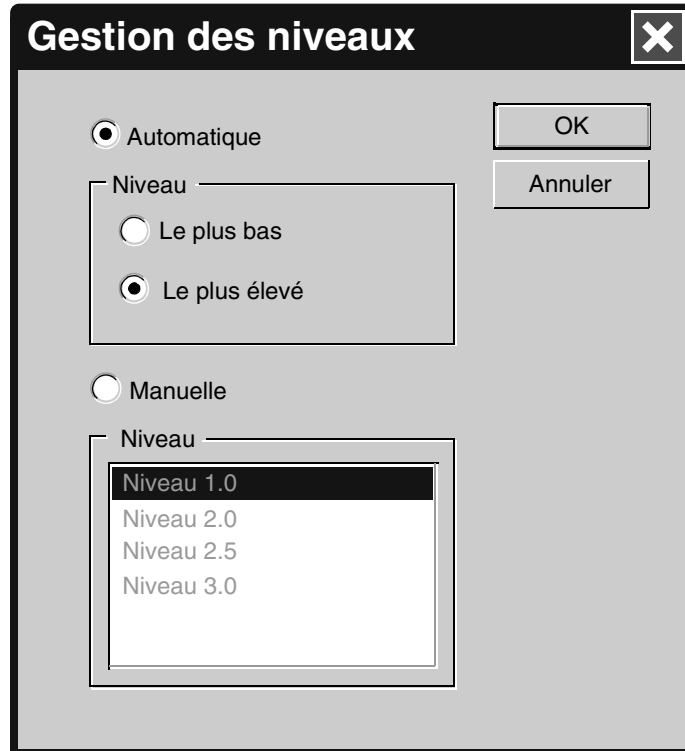 Gestion des niveaux
Automatique
OK
Niveau
Annuler
Le plus bas
Le plus élevé
Manuelle
Niveau
Niveau 1.0
Niveau 2.0
Niveau 2.5
Niveau 3.0